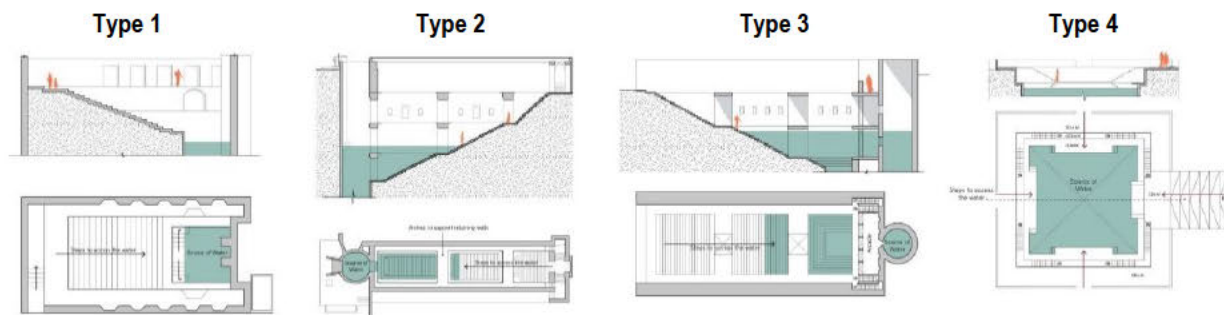 Type 1
Type 2
Type 3
Type 4
Steps to access the water
Source of
Water
Arches to support retaining walls
Source of
Water
Steps to access the water
Steps to access the water
Source of
Water
Steps to access
the water
Source of
Water